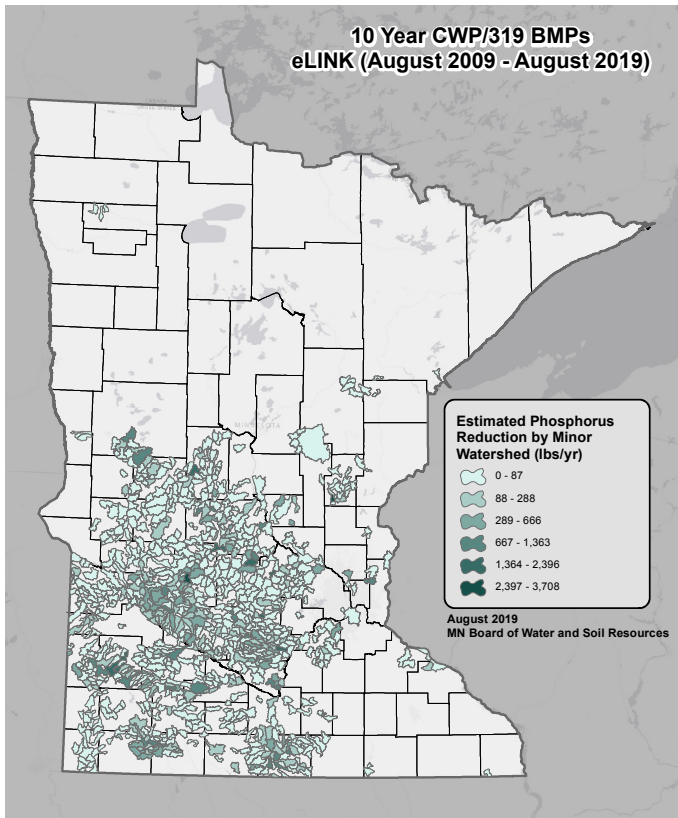 10 Year CWP/319 BMPs
eLINK (August 2009 - August 2019)
MINNESOTA
Estimated Phosphorus
Reduction by Minor
Watershed (lbs/yr)
0 - 87
88 - 288
289 - 666
667 - 1,363
1,364 - 2,396
2,397 - 3,708
August 2019
MN Board of Water and Soil Resources